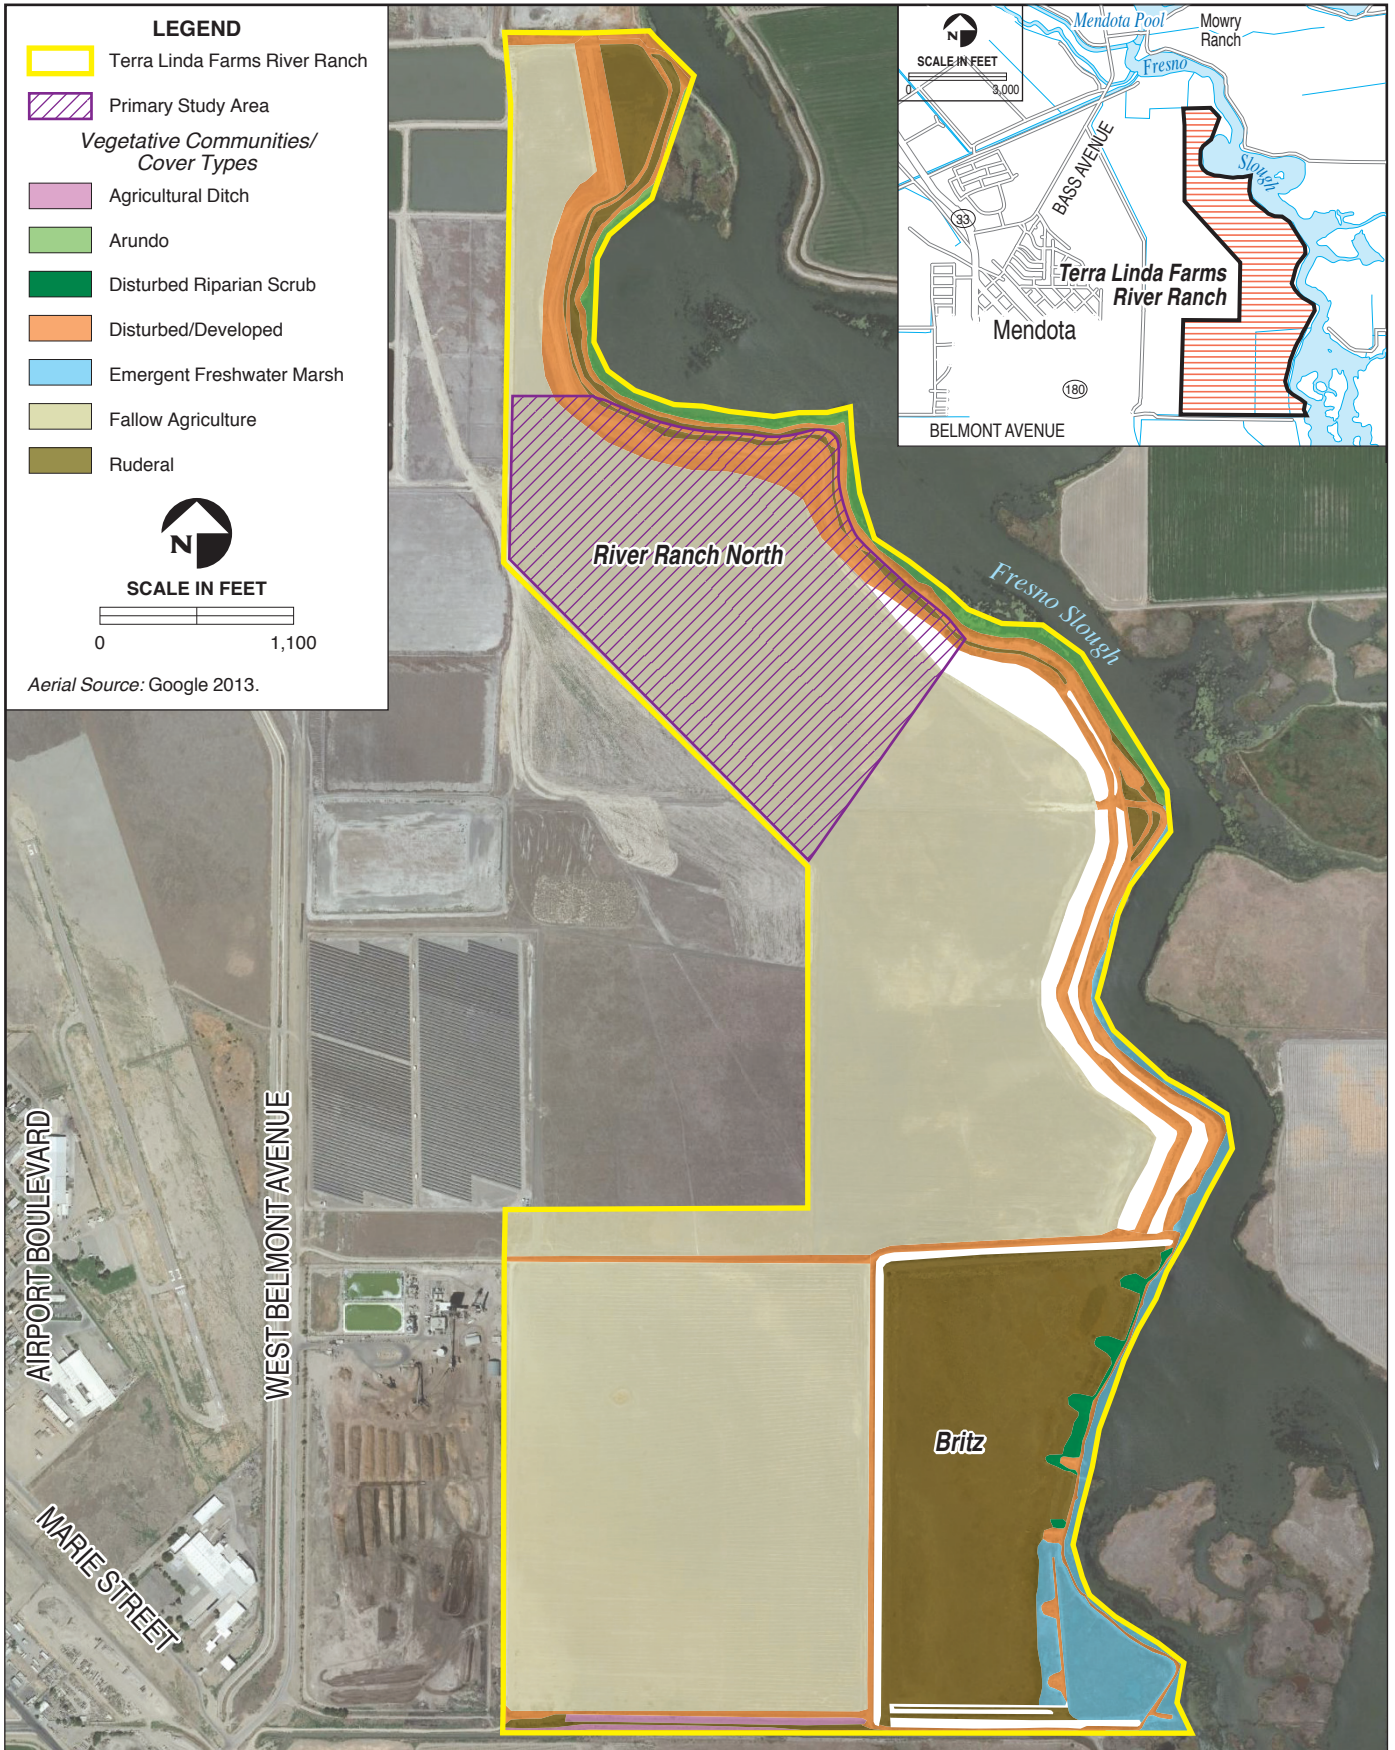 LEGEND
Terra Linda Farms River Ranch
Primary Study Area
Vegetative Communities/
Cover Types
Agricultural Ditch
Arundo
Disturbed Riparian Scrub
Disturbed/Developed
Emergent Freshwater Marsh
Fallow Agriculture
Ruderal
N
SCALE IN FEET
0 1,100
Aerial Source: Google 2013.
N
SCALE IN FEET
0 3,000
Mendota Pool
Mowry
Ranch
Fresno
Slough
BASS AVENUE
33
Terra Linda Farms
River Ranch
Mendota
180
BELMONT AVENUE
River Ranch North
Fresno Slough
AIRPORT BOULEVARD
WEST BELMONT AVENUE
Britz
MARIE STREET